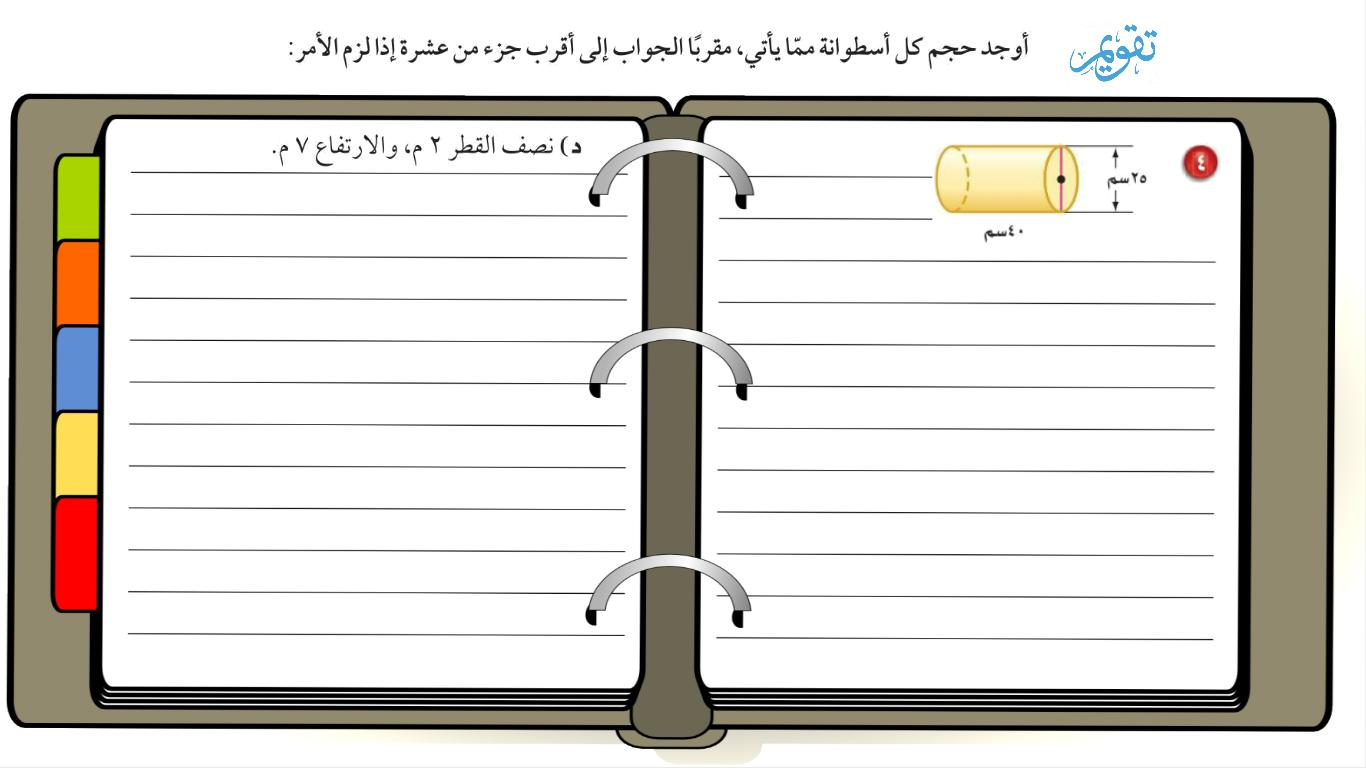 تقويم
أوجد حجم كل أسطوانة ممّا يأتي، مقربًا الجواب إلى أقرب جزء من عشرة إذا لزم الأمر:
٤
٢٥سم
٤٠سم
د) نصف القطر ٢ م، والارتفاع ٧ م.